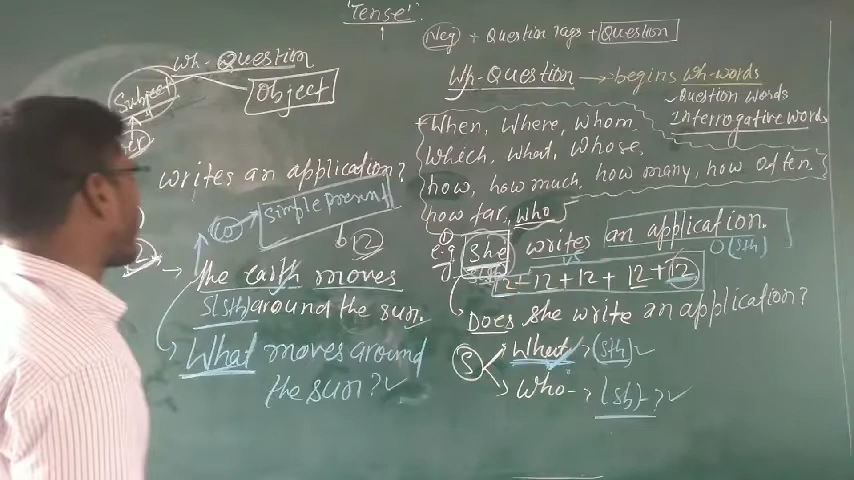 "Tense".
Neg + Question Tags + Question
Wh-Question → begins Wh-words
Question words
Interrogative words
When, Where, Whom
Which, What, Whose,
how, how much, how many, how often,
how far, who
① e.g. She writes an application.
O (Sth)
12 + 12 + 12 + 12 + 12
Does she write an application?
S
What → (Sth) ✓
Who → (Sb) → ? ✓
Wh-Question
Subject
Object
writes an application?
simple present
12
→ the earth moves
S(Sth) around the sun.
What moves around
the sun? ✓